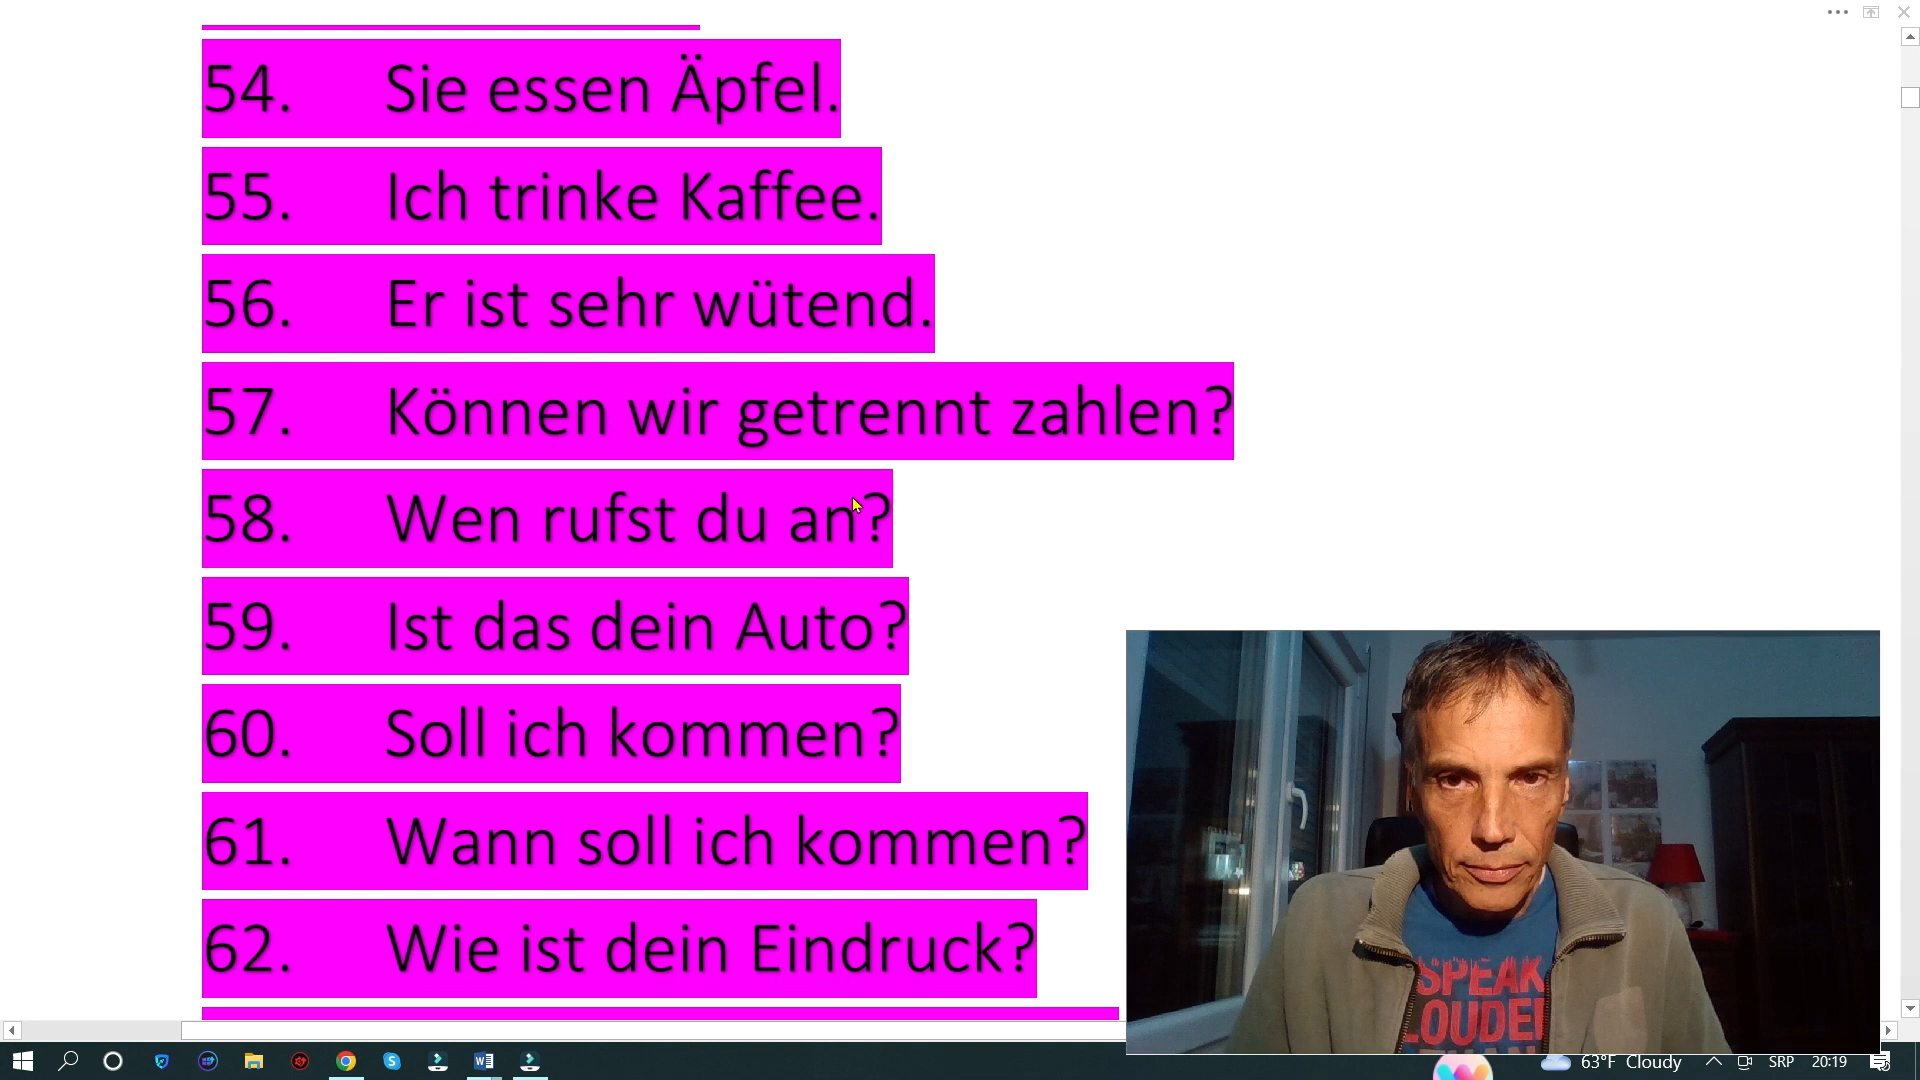 54. Sie essen Äpfel.
55. Ich trinke Kaffee.
56. Er ist sehr wütend.
57. Können wir getrennt zahlen?
58. Wen rufst du an?
59. Ist das dein Auto?
60. Soll ich kommen?
61. Wann soll ich kommen?
62. Wie ist dein Eindruck?
SPEAK
LOUDER
63°F Cloudy
SRP
20:19